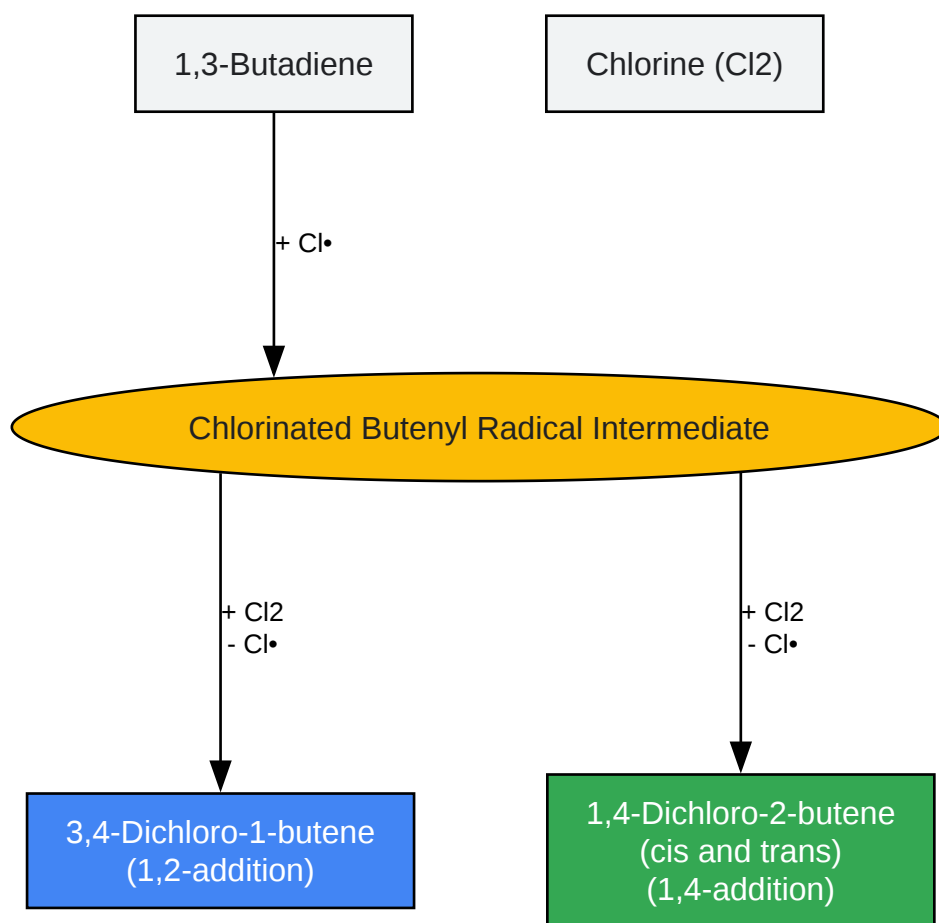 1,3-Butadiene
Chlorine (Cl2)
+ Cl•
Chlorinated Butenyl Radical Intermediate
+ Cl2
- Cl•
+ Cl2
- Cl•
3,4-Dichloro-1-butene
(1,2-addition)
1,4-Dichloro-2-butene
(cis and trans)
(1,4-addition)